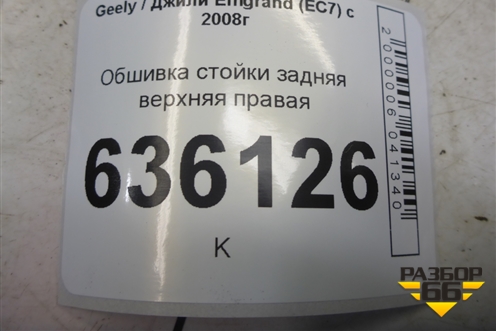 Geely / Джили Emgrand (EC7) с
2008г
Обшивка стойки задняя
верхняя правая
636126
К
2000006041340
РАЗБОР
66